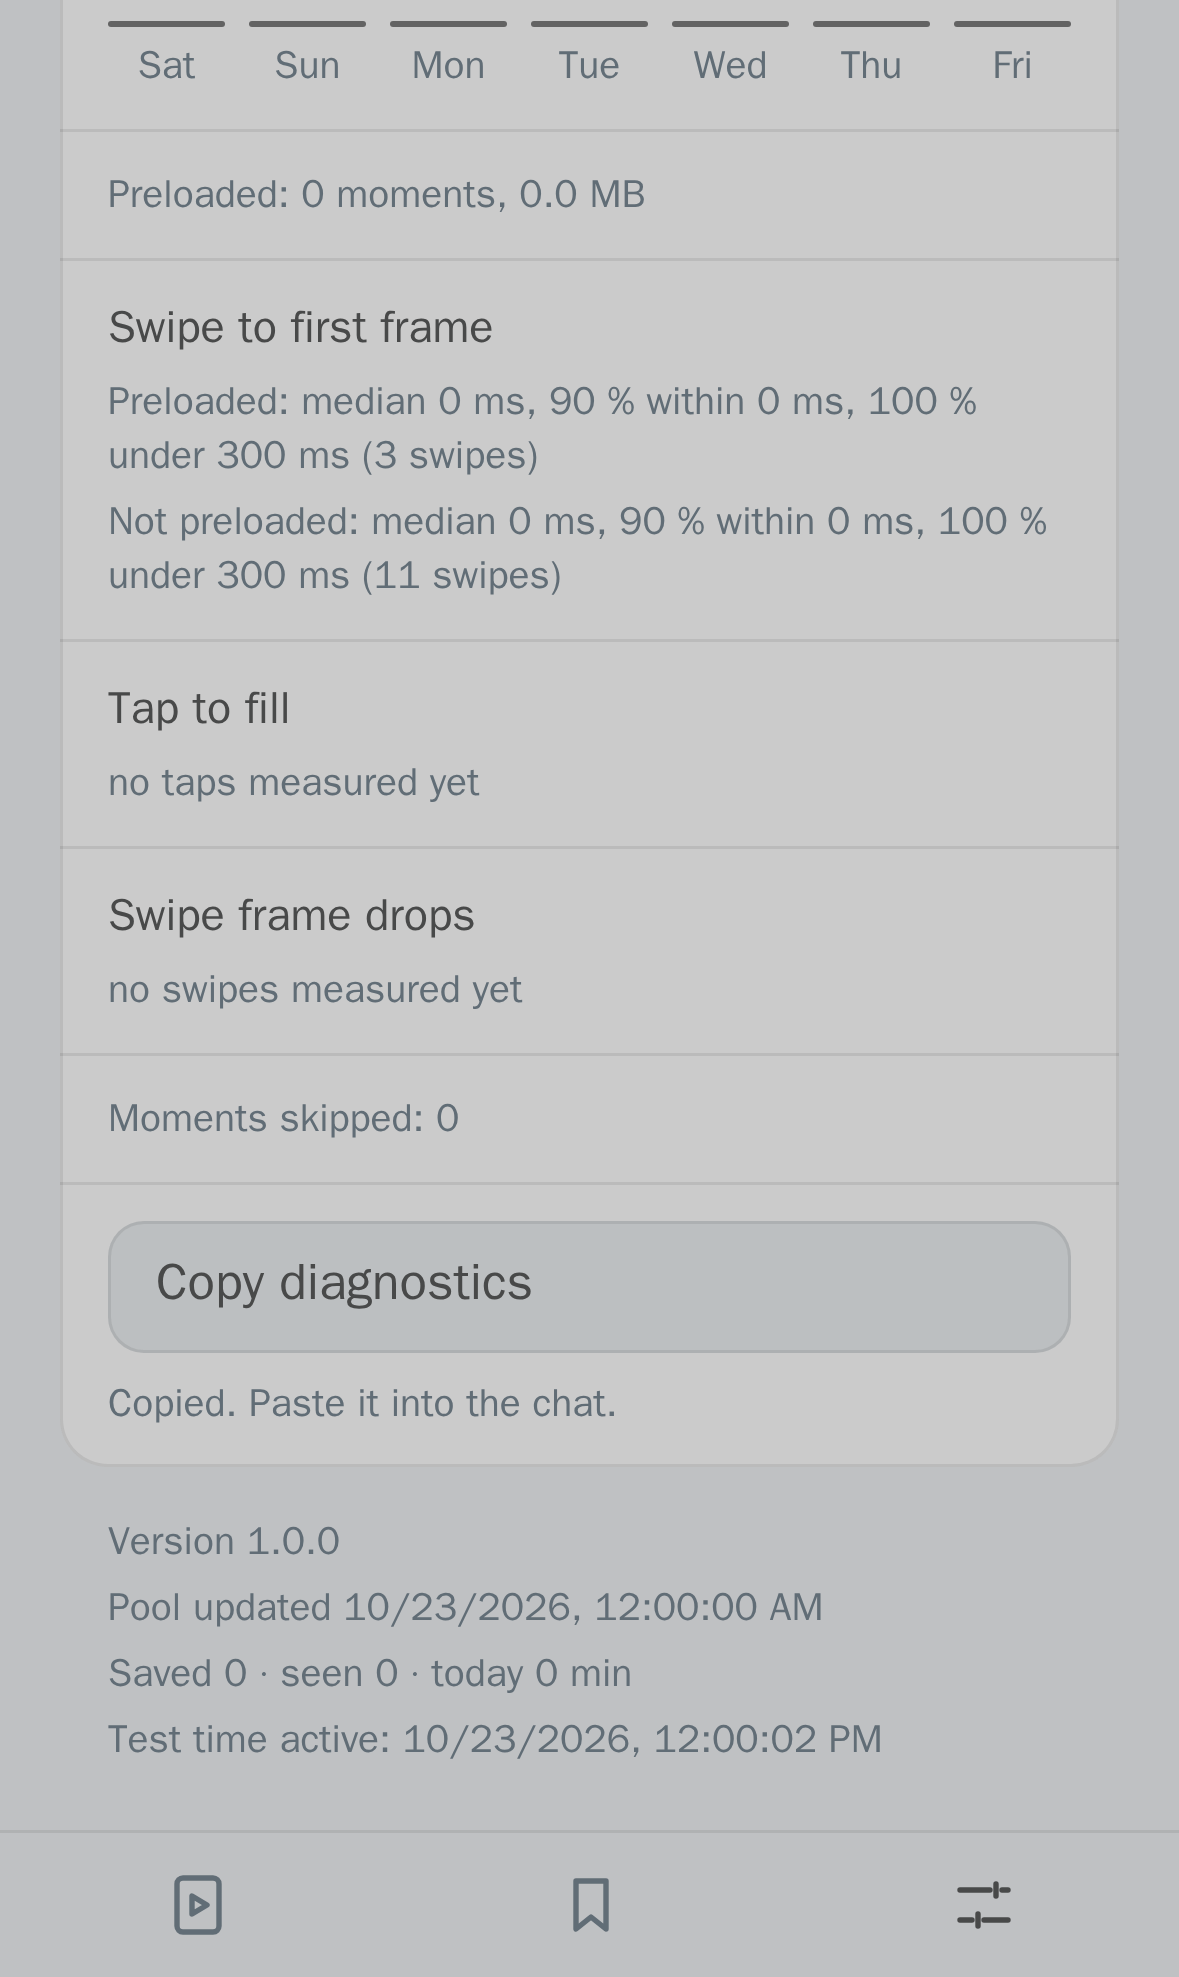 Sat Sun Mon Tue Wed Thu Fri
Preloaded: 0 moments, 0.0 MB
Swipe to first frame
Preloaded: median 0 ms, 90 % within 0 ms, 100 %
under 300 ms (3 swipes)
Not preloaded: median 0 ms, 90 % within 0 ms, 100 %
under 300 ms (11 swipes)
Tap to fill
no taps measured yet
Swipe frame drops
no swipes measured yet
Moments skipped: 0
Copy diagnostics
Copied. Paste it into the chat.
Version 1.0.0
Pool updated 10/23/2026, 12:00:00 AM
Saved 0 · seen 0 · today 0 min
Test time active: 10/23/2026, 12:00:02 PM